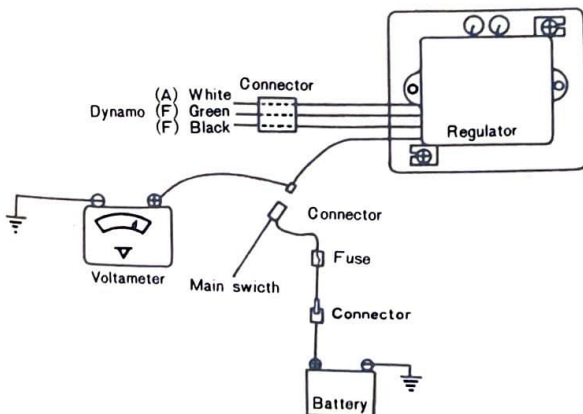 (A) White
Connector
Dynamo (F) Green
(F) Black
Regulator
Connector
Voltameter
Fuse
Main swicth
Connector
Battery